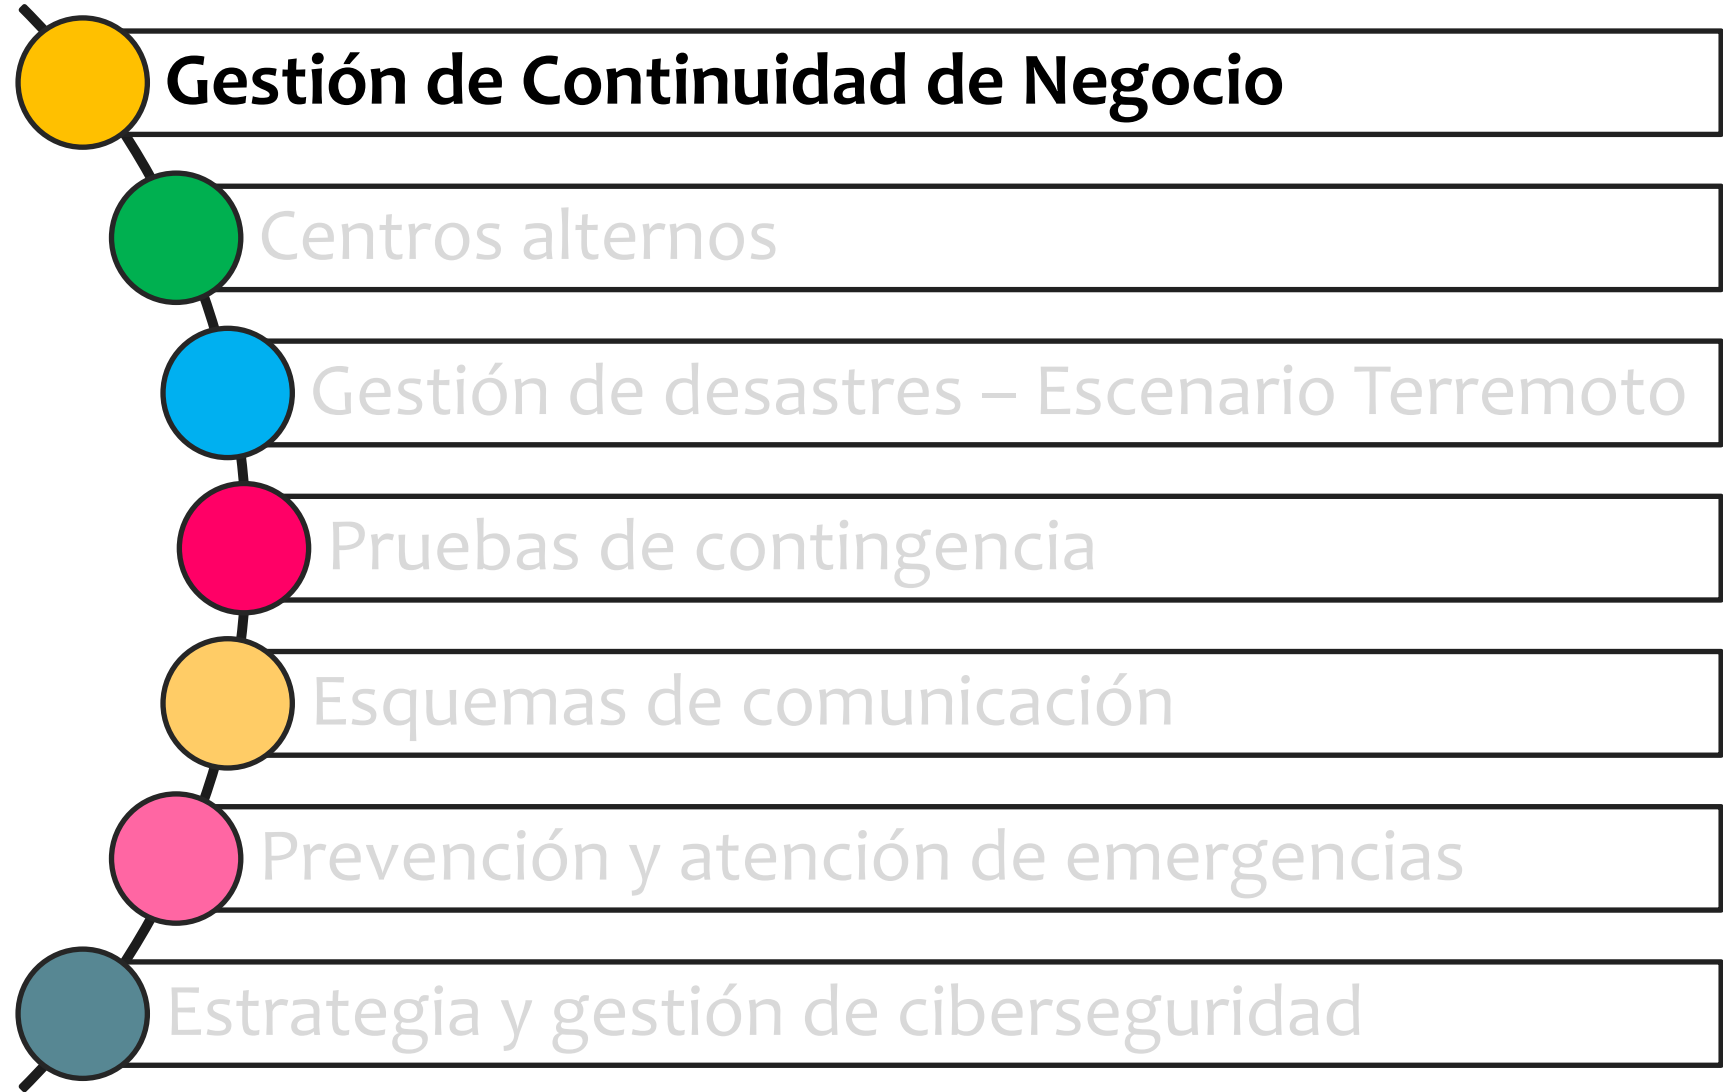 Gestión de Continuidad de Negocio
Centros alternos
Gestión de desastres – Escenario Terremoto
Pruebas de contingencia
Esquemas de comunicación
Prevención y atención de emergencias
Estrategia y gestión de ciberseguridad